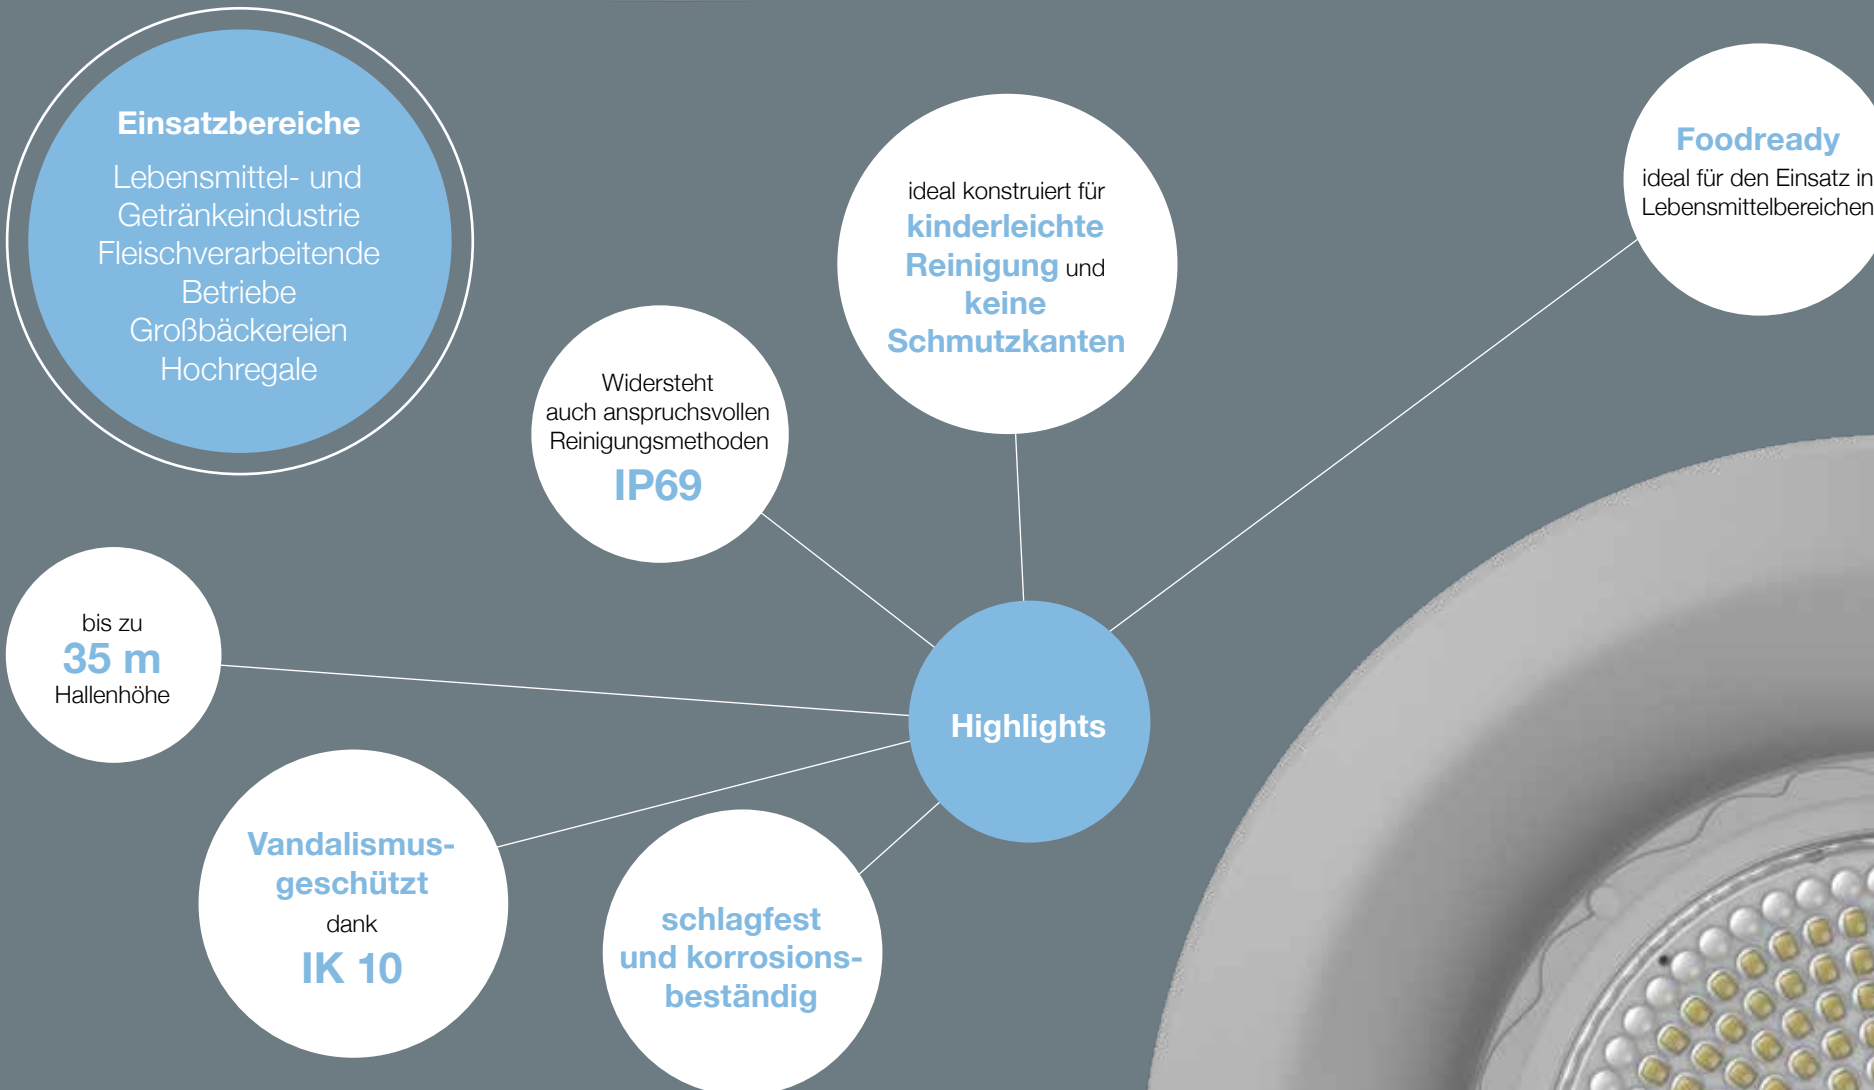 Einsatzbereiche
Lebensmittel- und
Getränkeindustrie
Fleischverarbeitende
Betriebe
Großbäckereien
Hochregale
ideal konstruiert für
kinderleichte
Reinigung und
keine
Schmutzkanten
Foodready
ideal für den Einsatz in
Lebensmittelbereichen
Widersteht
auch anspruchsvollen
Reinigungsmethoden
IP69
bis zu
35 m
Hallenhöhe
Highlights
Vandalismus-
geschützt
dank
IK 10
schlagfest
und korrosions-
beständig